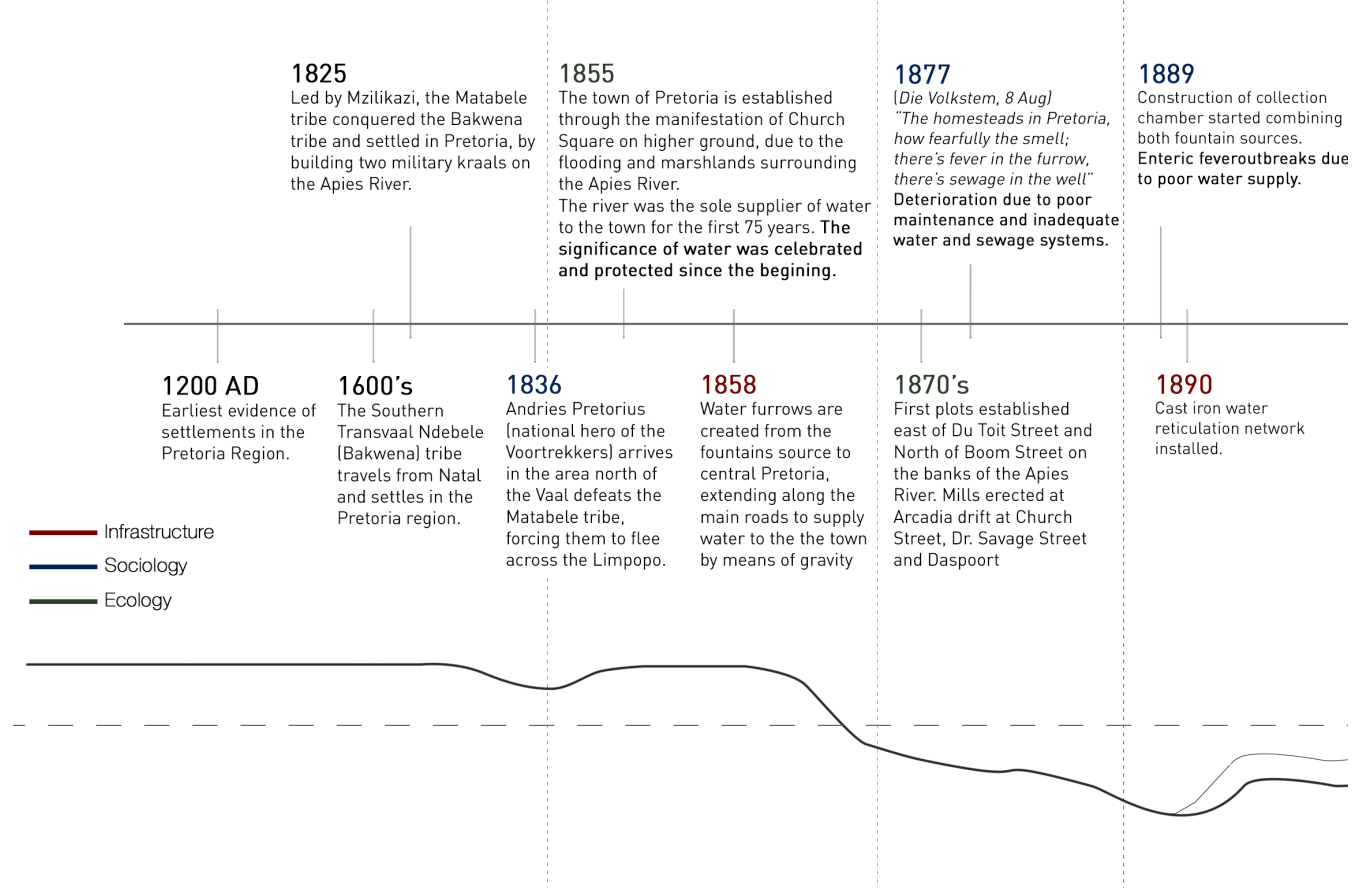 1825
Led by Mzilikazi, the Matabele
tribe conquered the Bakwena
tribe and settled in Pretoria, by
building two military kraals on
the Apies River.
1855
The town of Pretoria is established
through the manifestation of Church
Square on higher ground, due to the
flooding and marshlands surrounding
the Apies River.
The river was the sole supplier of water
to the town for the first 75 years. The
significance of water was celebrated
and protected since the begining.
1877
(Die Volkstem, 8 Aug)
"The homesteads in Pretoria,
how fearfully the smell;
there's fever in the furrow,
there's sewage in the well"
Deterioration due to poor
maintenance and inadequate
water and sewage systems.
1889
Construction of collection
chamber started combining
both fountain sources.
Enteric feveroutbreaks due
to poor water supply.
1200 AD
Earliest evidence of
settlements in the
Pretoria Region.
1600's
The Southern
Transvaal Ndebele
(Bakwena) tribe
travels from Natal
and settles in the
Pretoria region.
1836
Andries Pretorius
(national hero of the
Voortrekkers) arrives
in the area north of
the Vaal defeats the
Matabele tribe,
forcing them to flee
across the Limpopo.
1858
Water furrows are
created from the
fountains source to
central Pretoria,
extending along the
main roads to supply
water to the the town
by means of gravity
1870's
First plots established
east of Du Toit Street and
North of Boom Street on
the banks of the Apies
River. Mills erected at
Arcadia drift at Church
Street, Dr. Savage Street
and Daspoort
1890
Cast iron water
reticulation network
installed.
Infrastructure
Sociology
Ecology